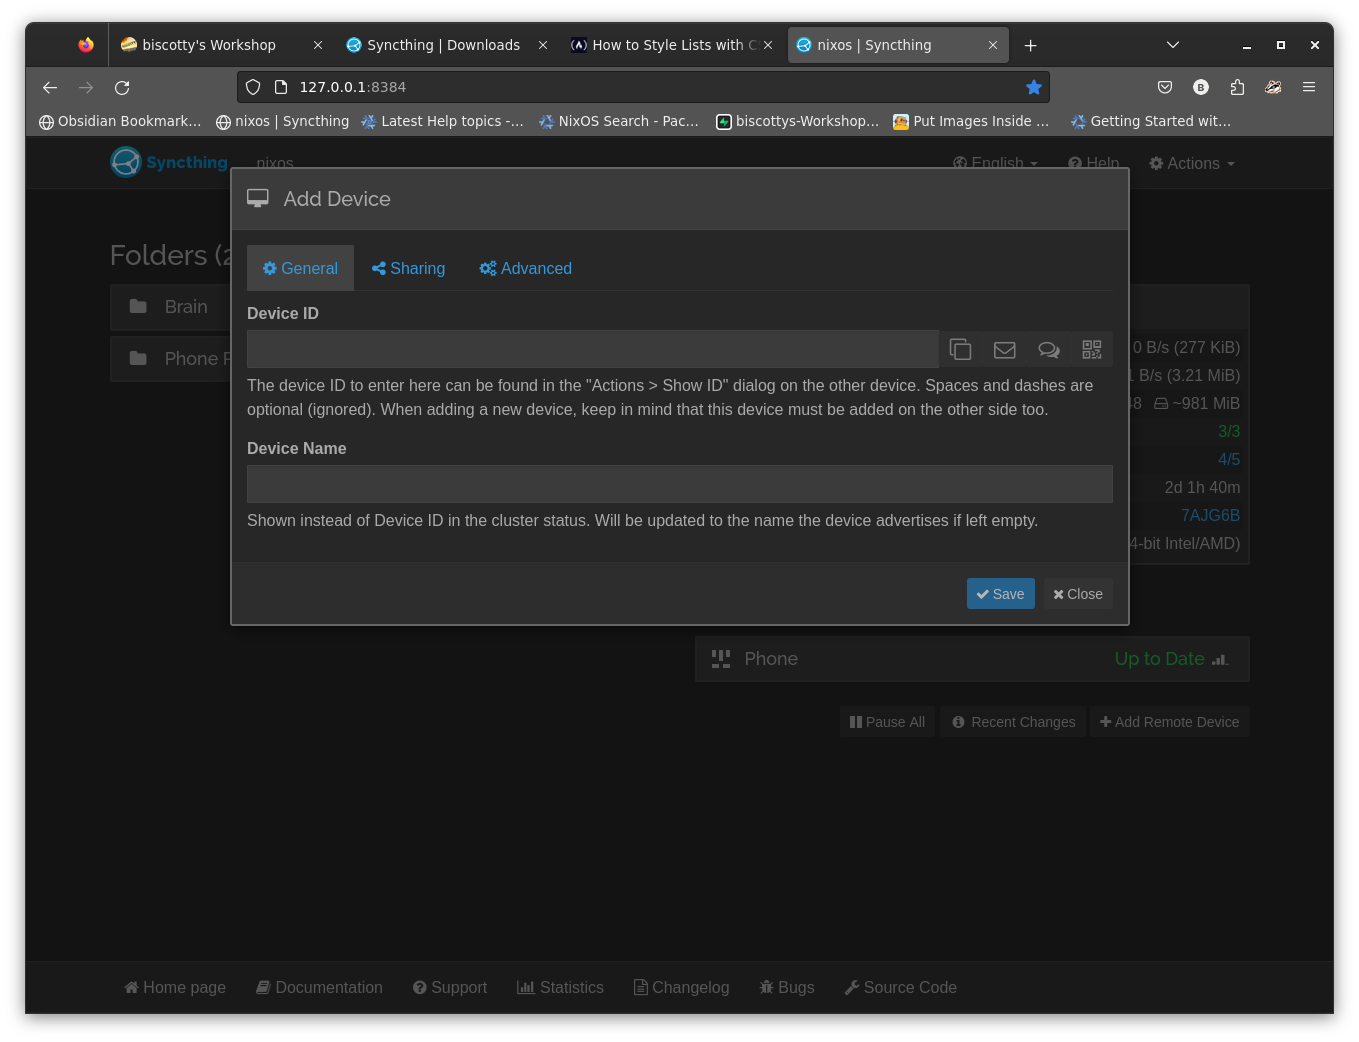 biscotty's Workshop
Syncthing | Downloads
How to Style Lists with C
nixos | Syncthing
127.0.0.1:8384
B
Obsidian Bookmark...
nixos | Syncthing
Latest Help topics -...
NixOS Search - Pac...
biscottys-Workshop...
Put Images Inside ...
Getting Started wit...
Syncthing
nixos
English
Help
Actions
Add Device
Folders (2
General
Sharing
Advanced
Brain
Phone
Device ID
0 B/s (277 KiB)
B/s (3.21 MiB)
The device ID to enter here can be found in the "Actions > Show ID" dialog on the other device. Spaces and dashes are
optional (ignored). When adding a new device, keep in mind that this device must be added on the other side too.
48 ~981 MiB
3/3
Device Name
4/5
2d 1h 40m
Shown instead of Device ID in the cluster status. Will be updated to the name the device advertises if left empty.
7AJG6B
4-bit Intel/AMD)
Save
Close
Phone
Up to Date
Pause All
Recent Changes
Add Remote Device
Home page
Documentation
Support
Statistics
Changelog
Bugs
Source Code